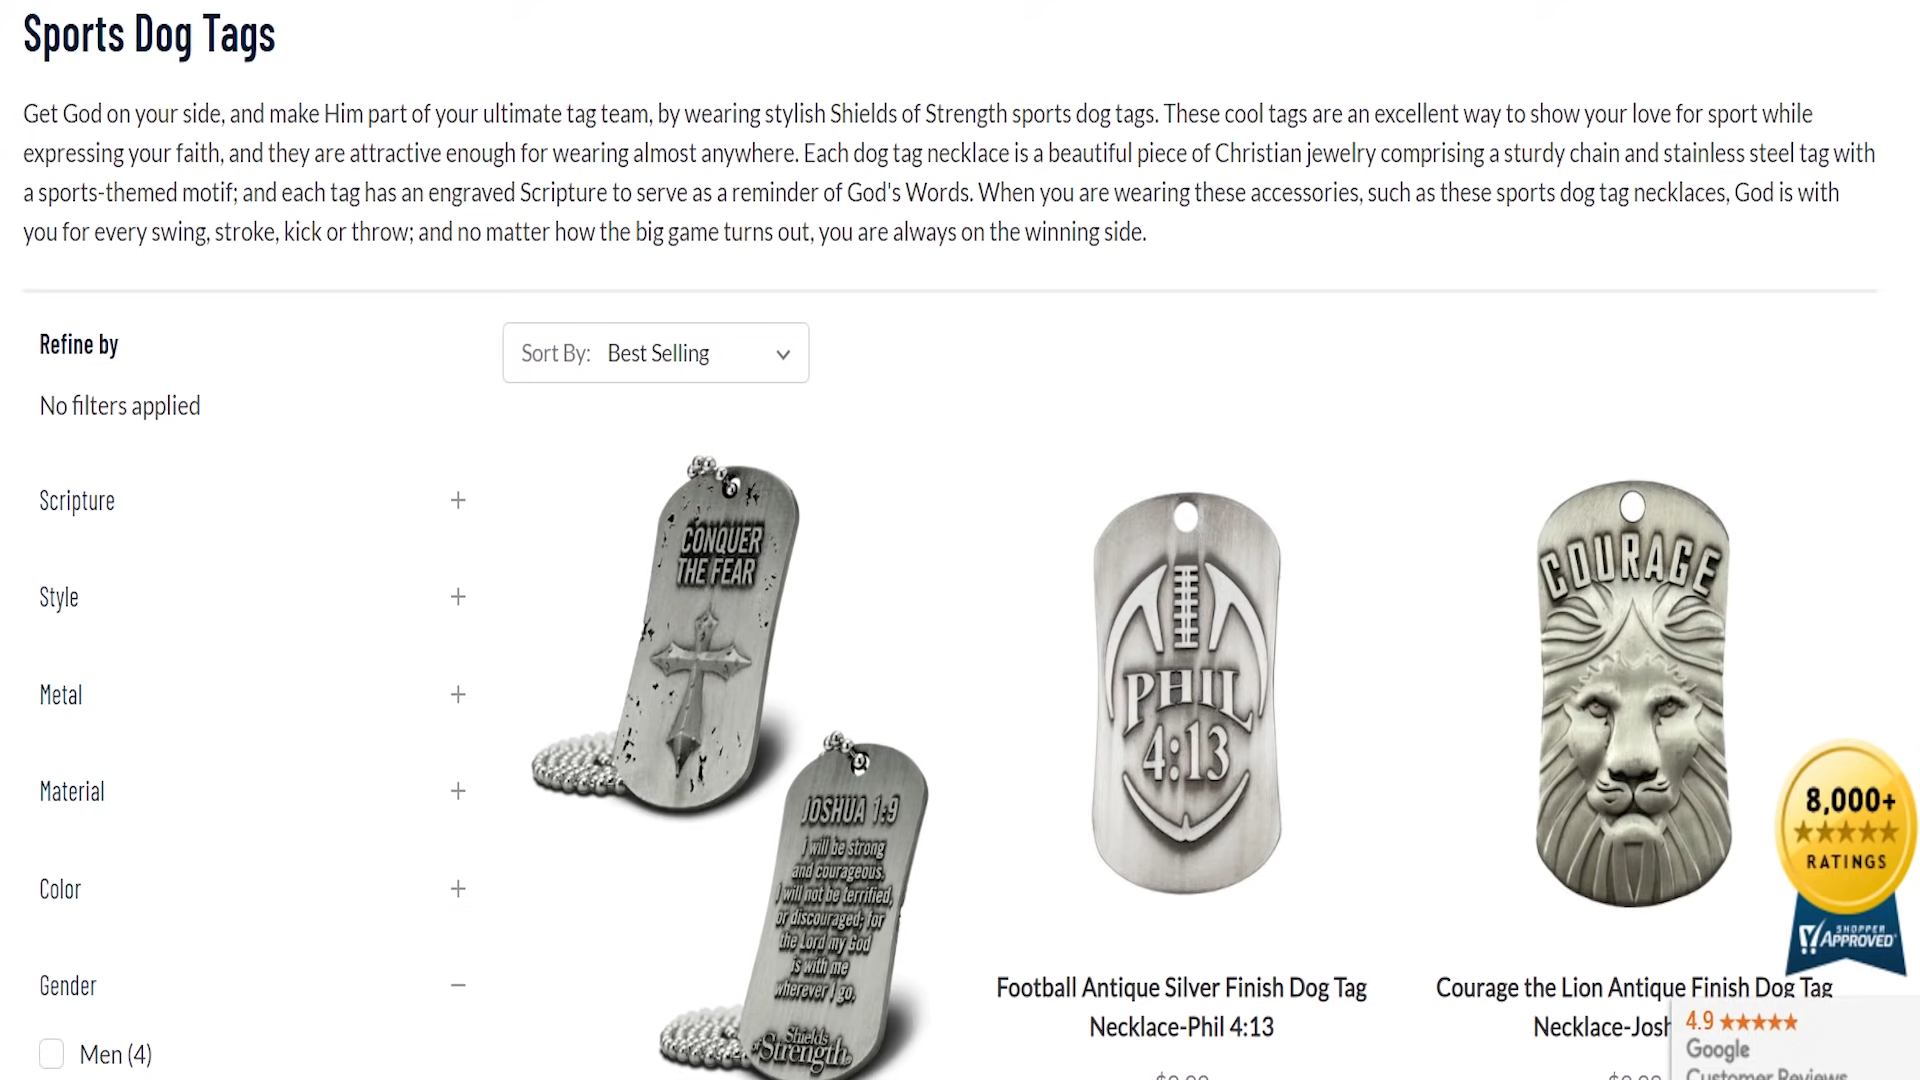 Sports Dog Tags
Get God on your side, and make Him part of your ultimate tag team, by wearing stylish Shields of Strength sports dog tags. These cool tags are an excellent way to show your love for sport while
expressing your faith, and they are attractive enough for wearing almost anywhere. Each dog tag necklace is a beautiful piece of Christian jewelry comprising a sturdy chain and stainless steel tag with
a sports-themed motif; and each tag has an engraved Scripture to serve as a reminder of God's Words. When you are wearing these accessories, such as these sports dog tag necklaces, God is with
you for every swing, stroke, kick or throw; and no matter how the big game turns out, you are always on the winning side.
Refine by
No filters applied
Scripture
Style
Metal
Material
Color
Gender
Men (4)
Sort By: Best Selling
CONQUER
THE FEAR
JOSHUA 1:9
i will be strong
and courageous.
I will not be terrified,
or discouraged; for
the Lord my God
is with me
wherever I go.
Shields
of Strength
PHIL
4:13
Football Antique Silver Finish Dog Tag
Necklace-Phil 4:13
COURAGE
Courage the Lion Antique Finish Dog Tag
Necklace-Josh
8,000+
RATINGS
SHOPPER
APPROVED
4.9
Google
Customer Reviews